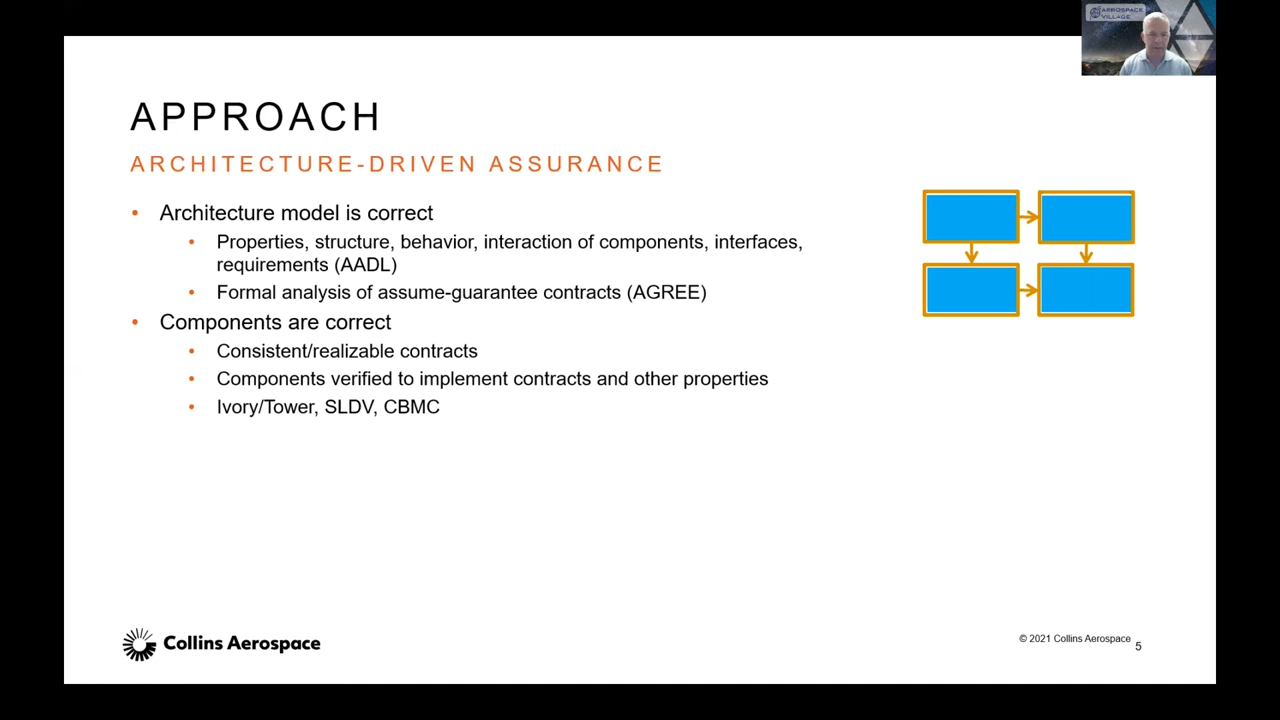 AEROSPACE
VILLAGE
APPROACH
ARCHITECTURE-DRIVEN ASSURANCE
• Architecture model is correct
• Properties, structure, behavior, interaction of components, interfaces,
requirements (AADL)
• Formal analysis of assume-guarantee contracts (AGREE)
• Components are correct
• Consistent/realizable contracts
• Components verified to implement contracts and other properties
• Ivory/Tower, SLDV, CBMC
Collins Aerospace
© 2021 Collins Aerospace
5